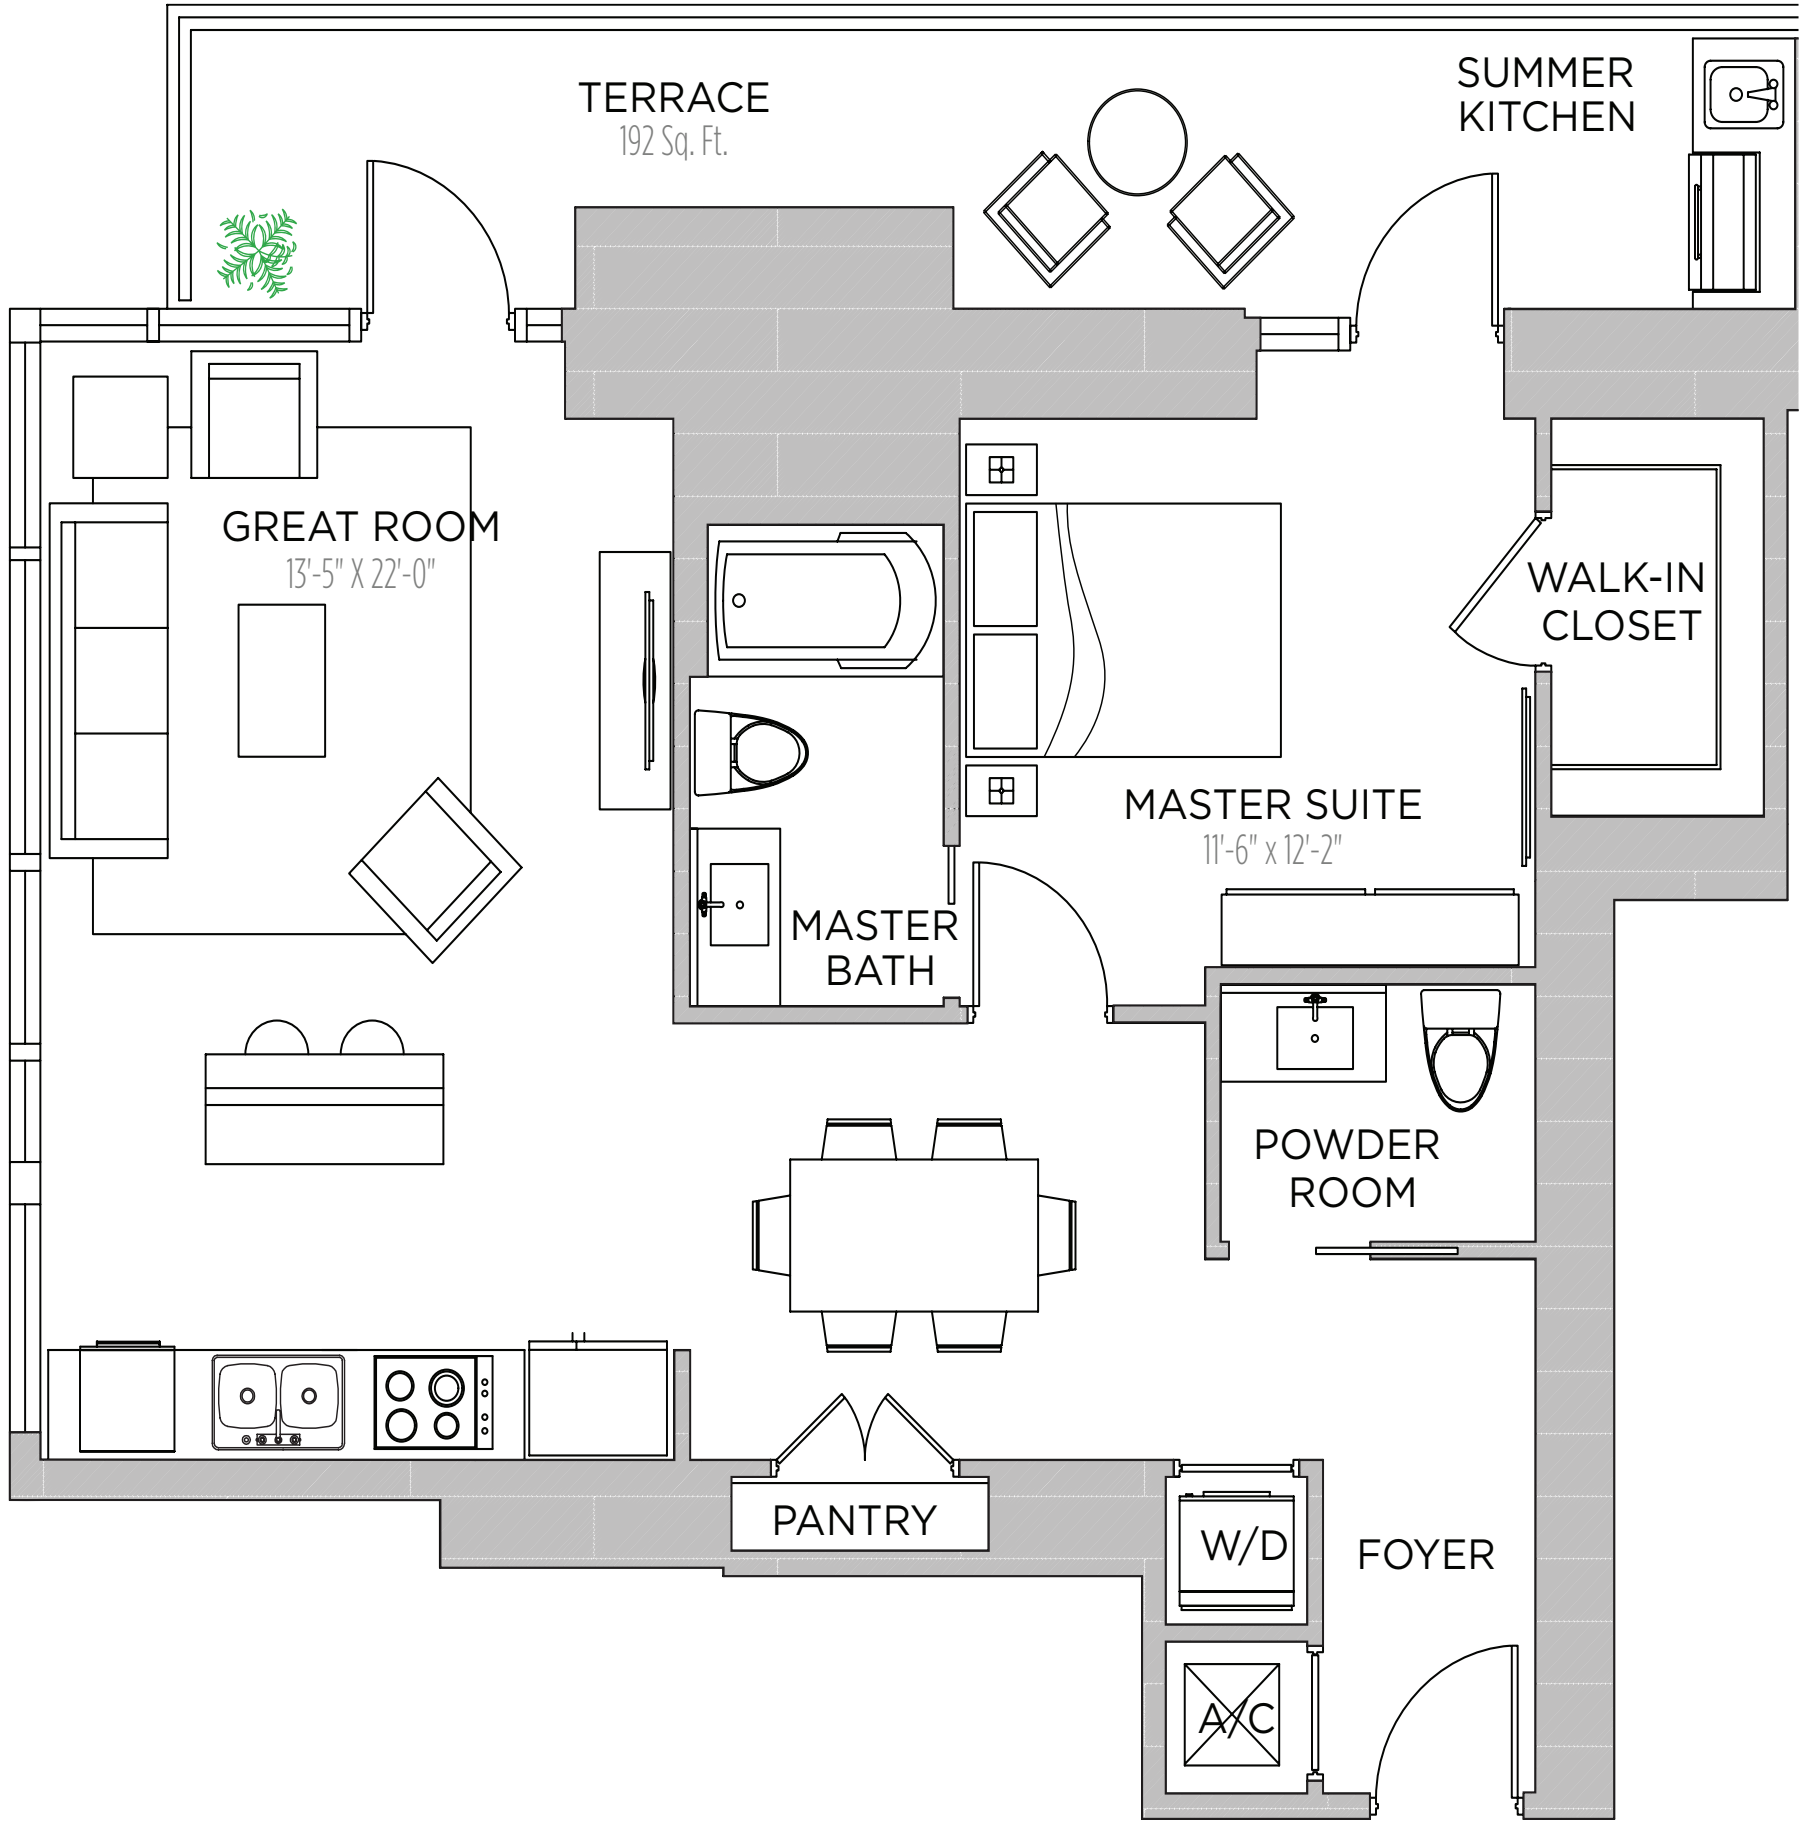 TERRACE
192 Sq. Ft.
SUMMER
KITCHEN
GREAT ROOM
13'-5" X 22'-0"
WALK-IN
CLOSET
MASTER SUITE
11'-6" x 12'-2"
MASTER
BATH
POWDER
ROOM
PANTRY
W/D
FOYER
A/C